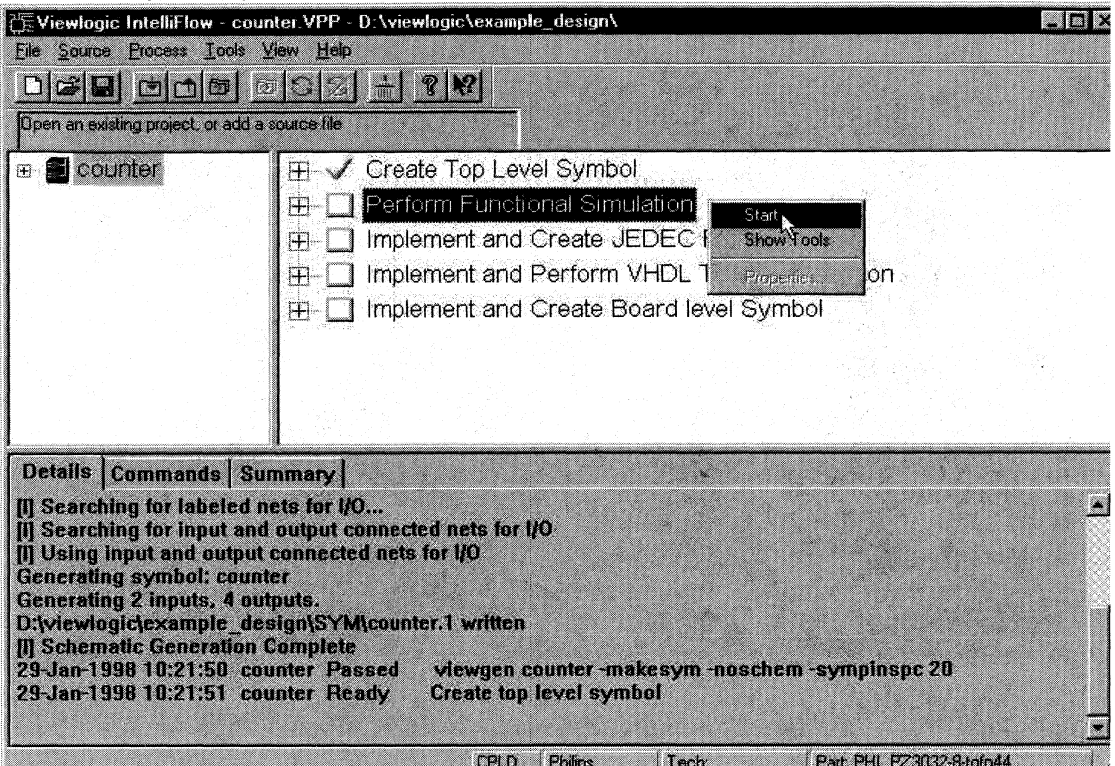 Viewlogic IntelliFlow - counter.VPP - D:\viewlogic\example_design\
File Source Process Tools View Help
Open an existing project, or add a source file
counter
Create Top Level Symbol
Perform Functional Simulation
Start
Implement and Create JEDEC
Show Tools
Implement and Perform VHDL T on
Properties...
Implement and Create Board level Symbol
Details Commands Summary
[I] Searching for labeled nets for I/O...
[I] Searching for input and output connected nets for I/O
[I] Using input and output connected nets for I/O
Generating symbol: counter
Generating 2 inputs, 4 outputs.
D:\viewlogic\example_design\SYM\counter.1 written
[I] Schematic Generation Complete
29-Jan-1998 10:21:50 counter Passed viewgen counter -makesym -noschem -sympinspc 20
29-Jan-1998 10:21:51 counter Ready Create top level symbol
CPLD Philips Tech: Part: PHI_PZ3032-8-tqfp44